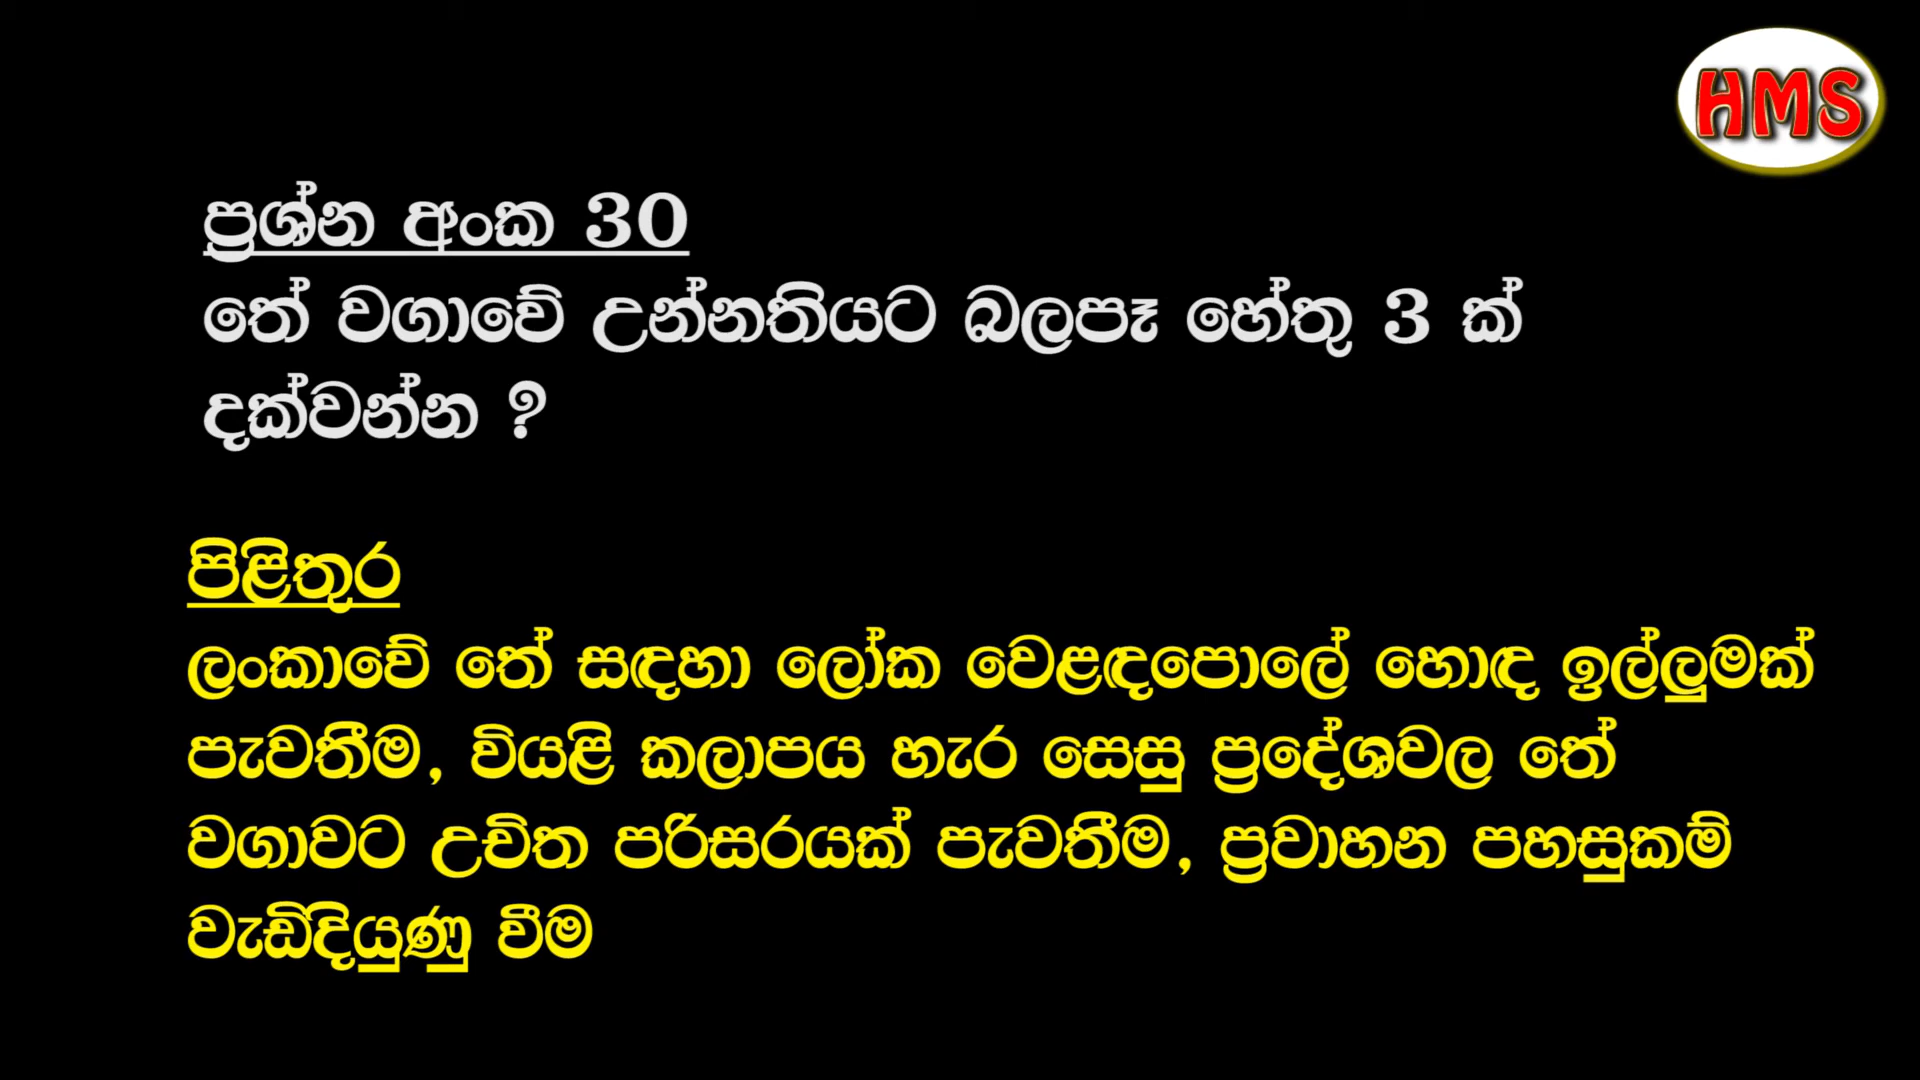 HMS
ප්‍රශ්න අංක 30
තේ වගාවේ උන්නතියට බලපෑ හේතු 3 ක්
දක්වන්න ?
පිළිතුර
ලංකාවේ තේ සඳහා ලෝක වෙළඳපොලේ හොඳ ඉල්ලුමක්
පැවතීම, වියළි කලාපය හැර සෙසු ප්‍රදේශවල තේ
වගාවට උචිත පරිසරයක් පැවතීම, ප්‍රවාහන පහසුකම්
වැඩිදියුණු වීම